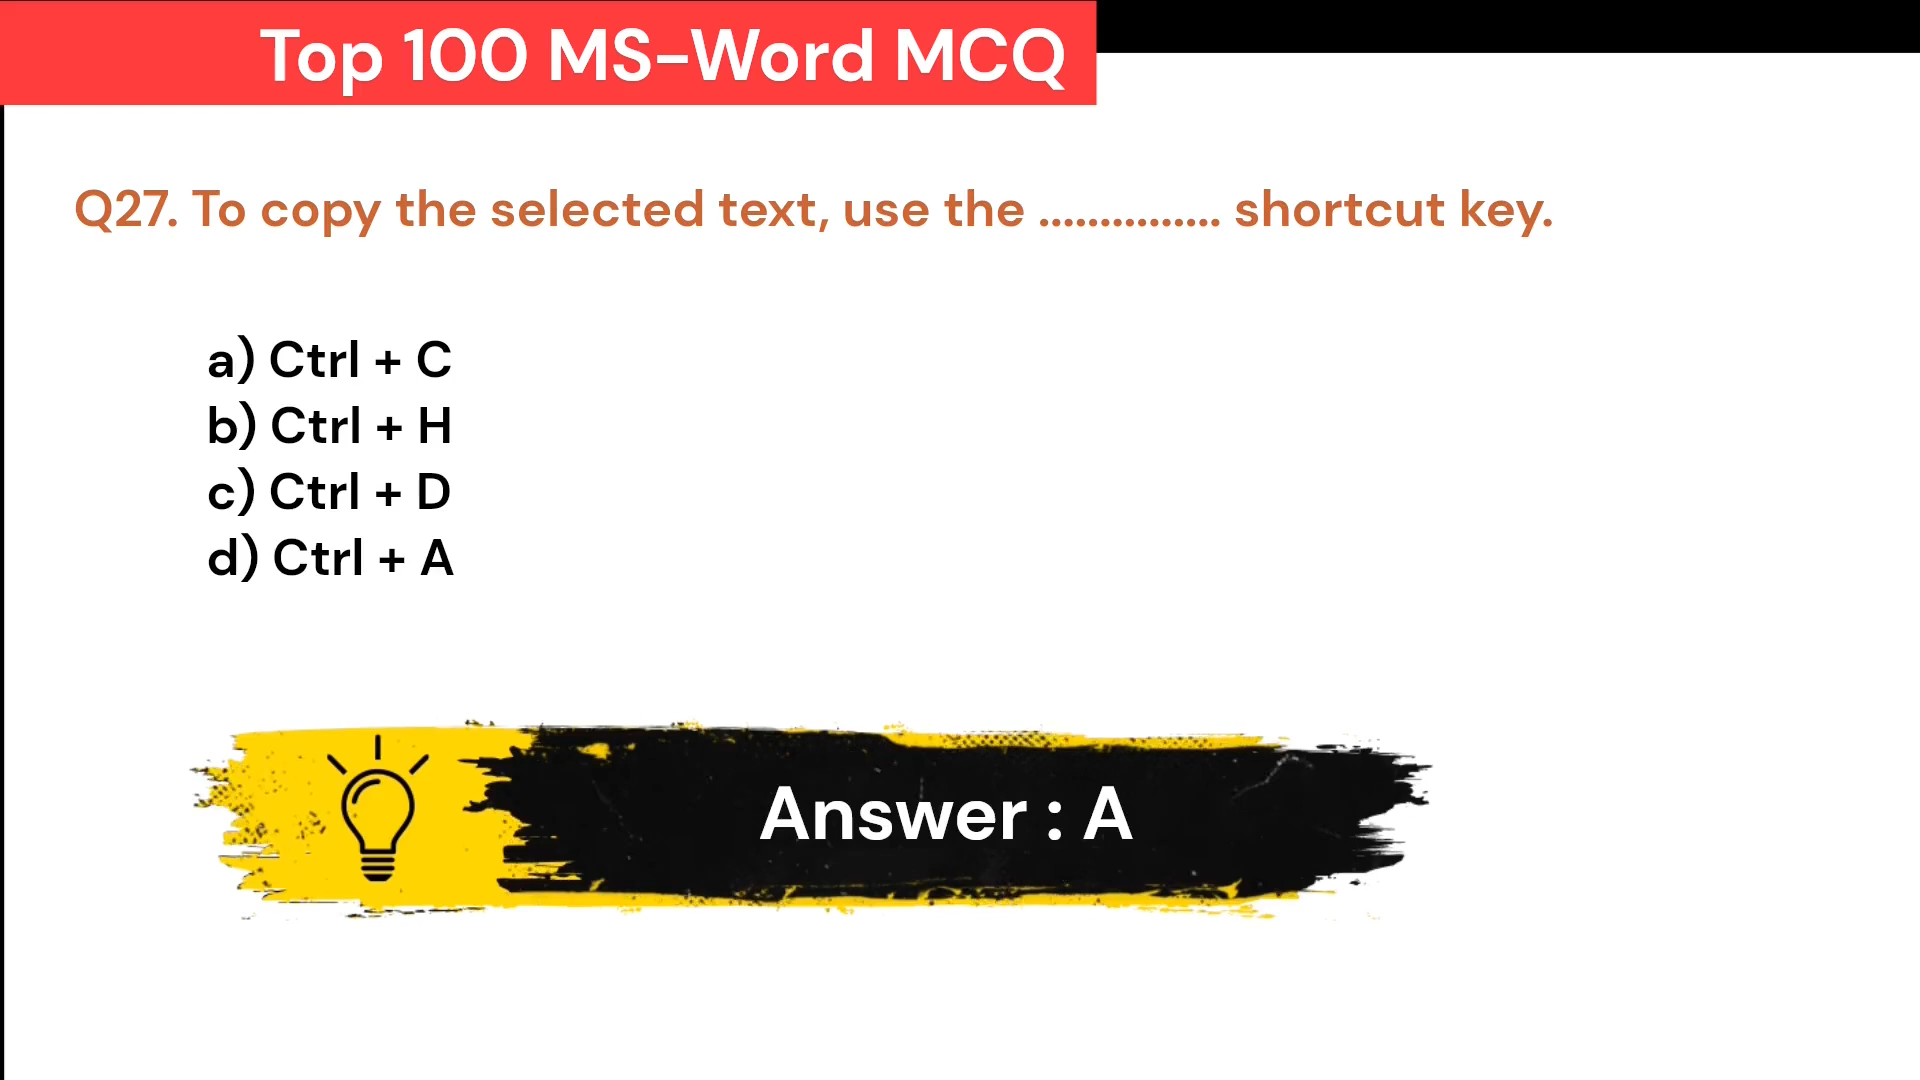 Top 100 MS-Word MCQ
Q27. To copy the selected text, use the ............... shortcut key.
a) Ctrl + C
b) Ctrl + H
c) Ctrl + D
d) Ctrl + A
Answer : A